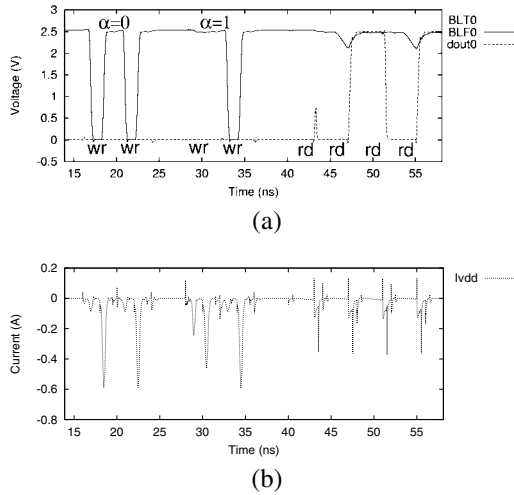 3
2.5
2
1.5
1
0.5
0
-0.5
Voltage (V)
α=0
α=1
BLT0
BLF0
dout0
wr
wr
wr
wr
rd
rd
rd
rd
15 20 25 30 35 40 45 50 55
Time (ns)
(a)
0.2
0
-0.2
-0.4
-0.6
-0.8
Current (A)
Ivdd
15 20 25 30 35 40 45 50 55
Time (ns)
(b)